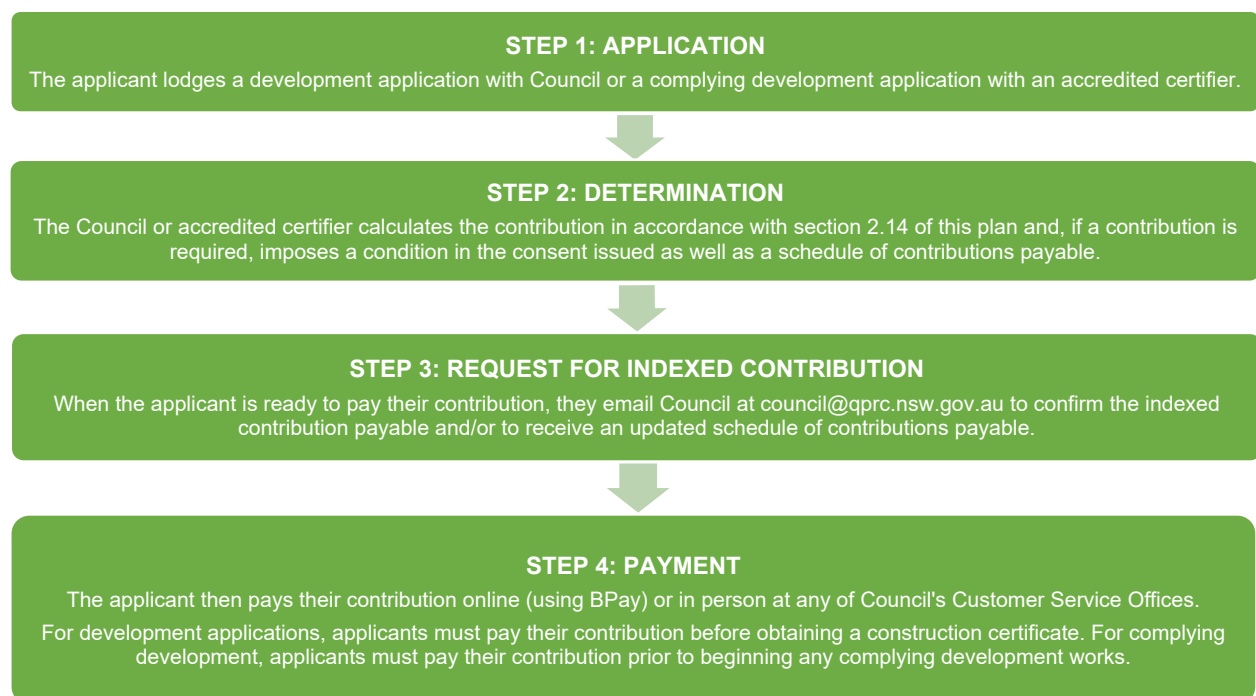 STEP 1: APPLICATION
The applicant lodges a development application with Council or a complying development application with an accredited certifier.
STEP 2: DETERMINATION
The Council or accredited certifier calculates the contribution in accordance with section 2.14 of this plan and, if a contribution is
required, imposes a condition in the consent issued as well as a schedule of contributions payable.
STEP 3: REQUEST FOR INDEXED CONTRIBUTION
When the applicant is ready to pay their contribution, they email Council at council@qprc.nsw.gov.au to confirm the indexed
contribution payable and/or to receive an updated schedule of contributions payable.
STEP 4: PAYMENT
The applicant then pays their contribution online (using BPay) or in person at any of Council's Customer Service Offices.
For development applications, applicants must pay their contribution before obtaining a construction certificate. For complying
development, applicants must pay their contribution prior to beginning any complying development works.